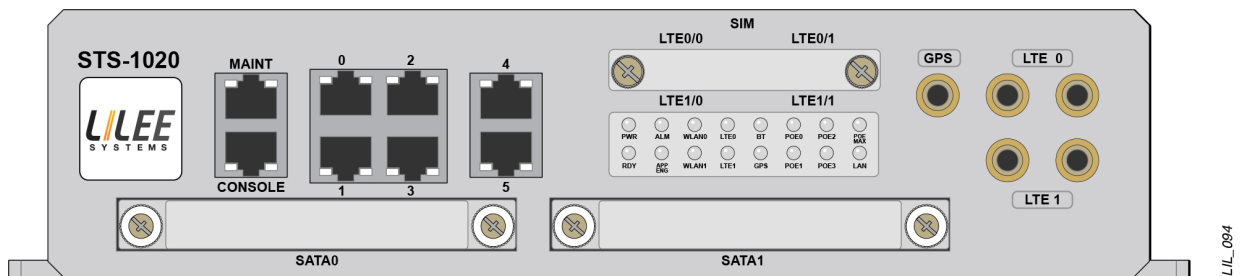 SIM
LTE0/0 LTE0/1
STS-1020
MAINT 0 2 4
GPS LTE 0
LILEE
SYSTEMS
LTE1/0 LTE1/1
PWR ALM WLAN0 LTE0 BT POE0 POE2 POE MAX
RDY APP ENG WLAN1 LTE1 GPS POE1 POE3 LAN
CONSOLE 1 3 5
LTE 1
SATA0 SATA1
LIL_094